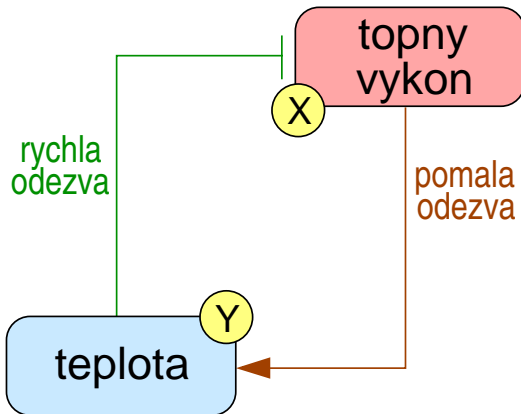 topny
vykon
X
rychla
odezva
pomala
odezva
Y
teplota